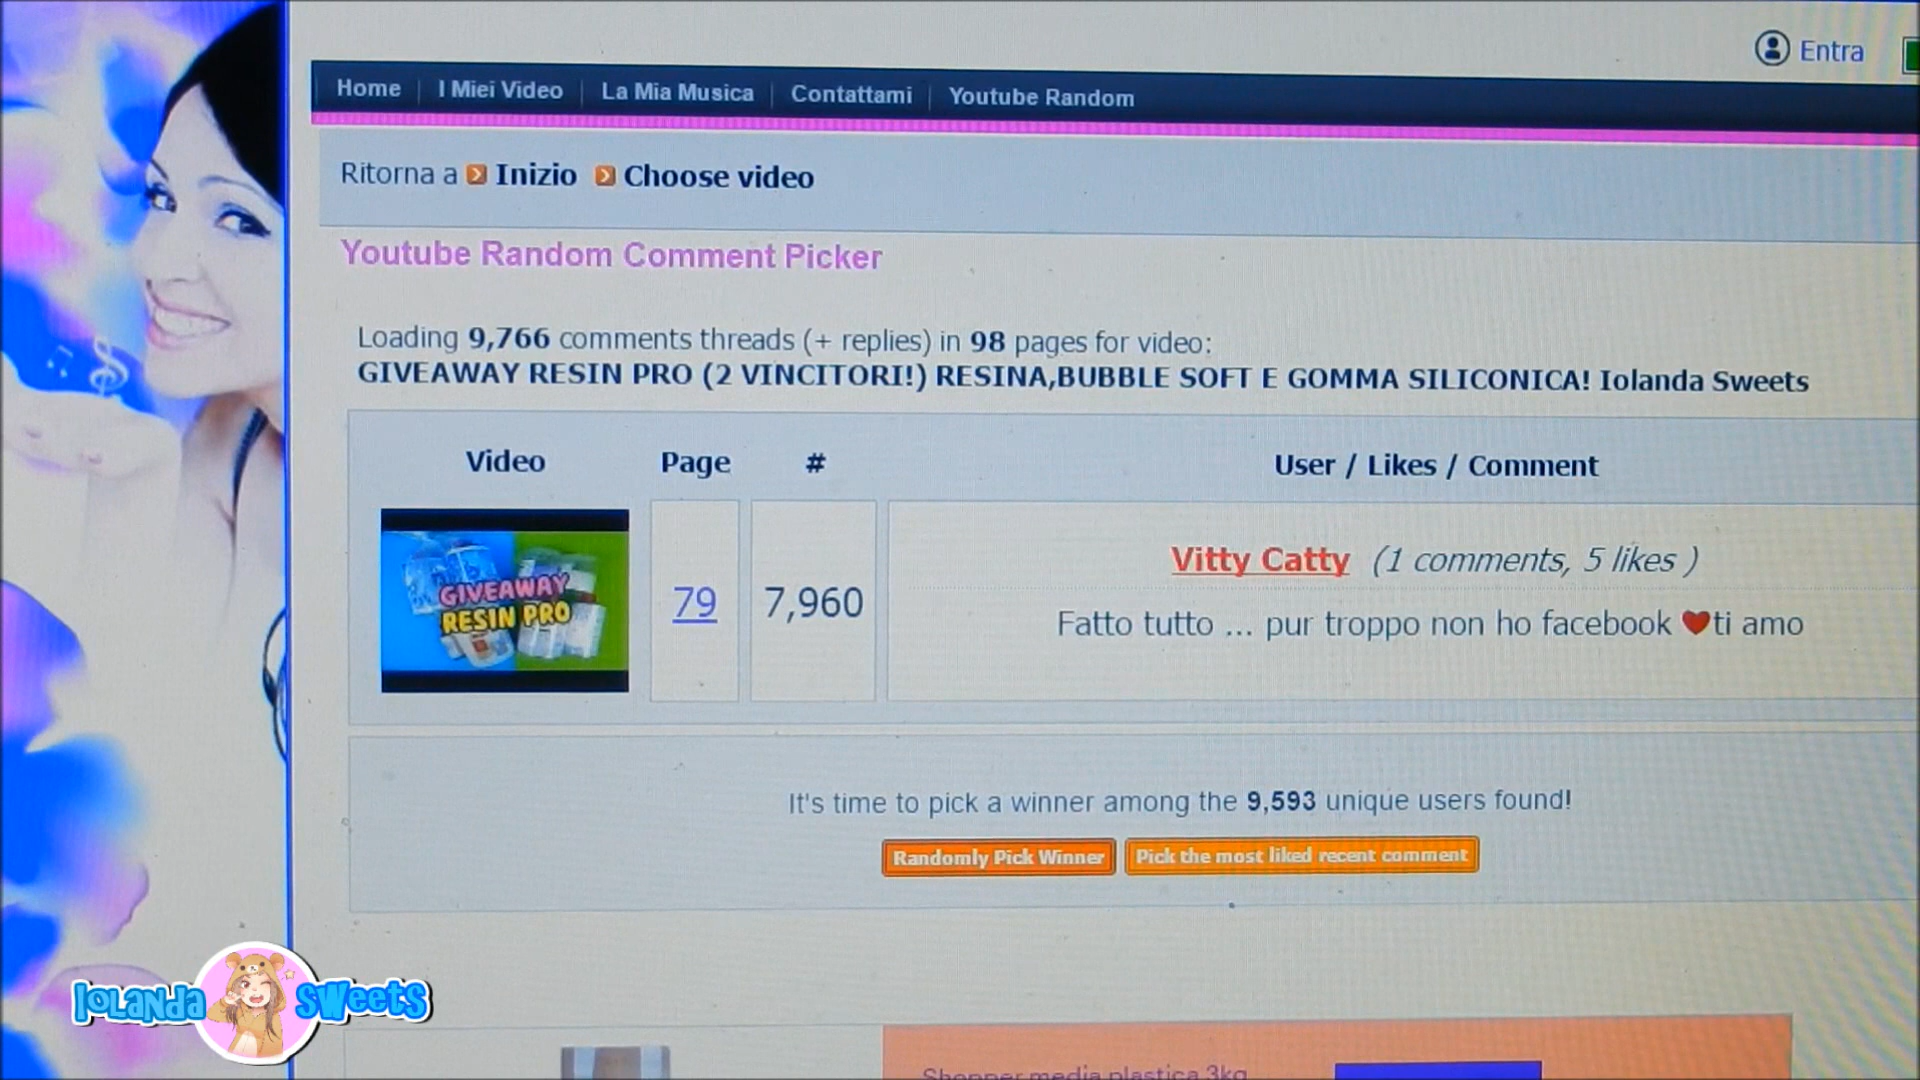 Entra
Home
I Miei Video
La Mia Musica
Contattami
Youtube Random
Ritorna a Inizio Choose video
Youtube Random Comment Picker
Loading 9,766 comments threads (+ replies) in 98 pages for video:
GIVEAWAY RESIN PRO (2 VINCITORI!) RESINA,BUBBLE SOFT E GOMMA SILICONICA! Iolanda Sweets
Video
Page
#
User / Likes / Comment
GIVEAWAY
RESIN PRO
79
7,960
Vitty Catty (1 comments, 5 likes )
Fatto tutto ... pur troppo non ho facebook ❤ti amo
It's time to pick a winner among the 9,593 unique users found!
Randomly Pick Winner
Pick the most liked recent comment
Iolanda Sweets
Shopper media plastica 3kg